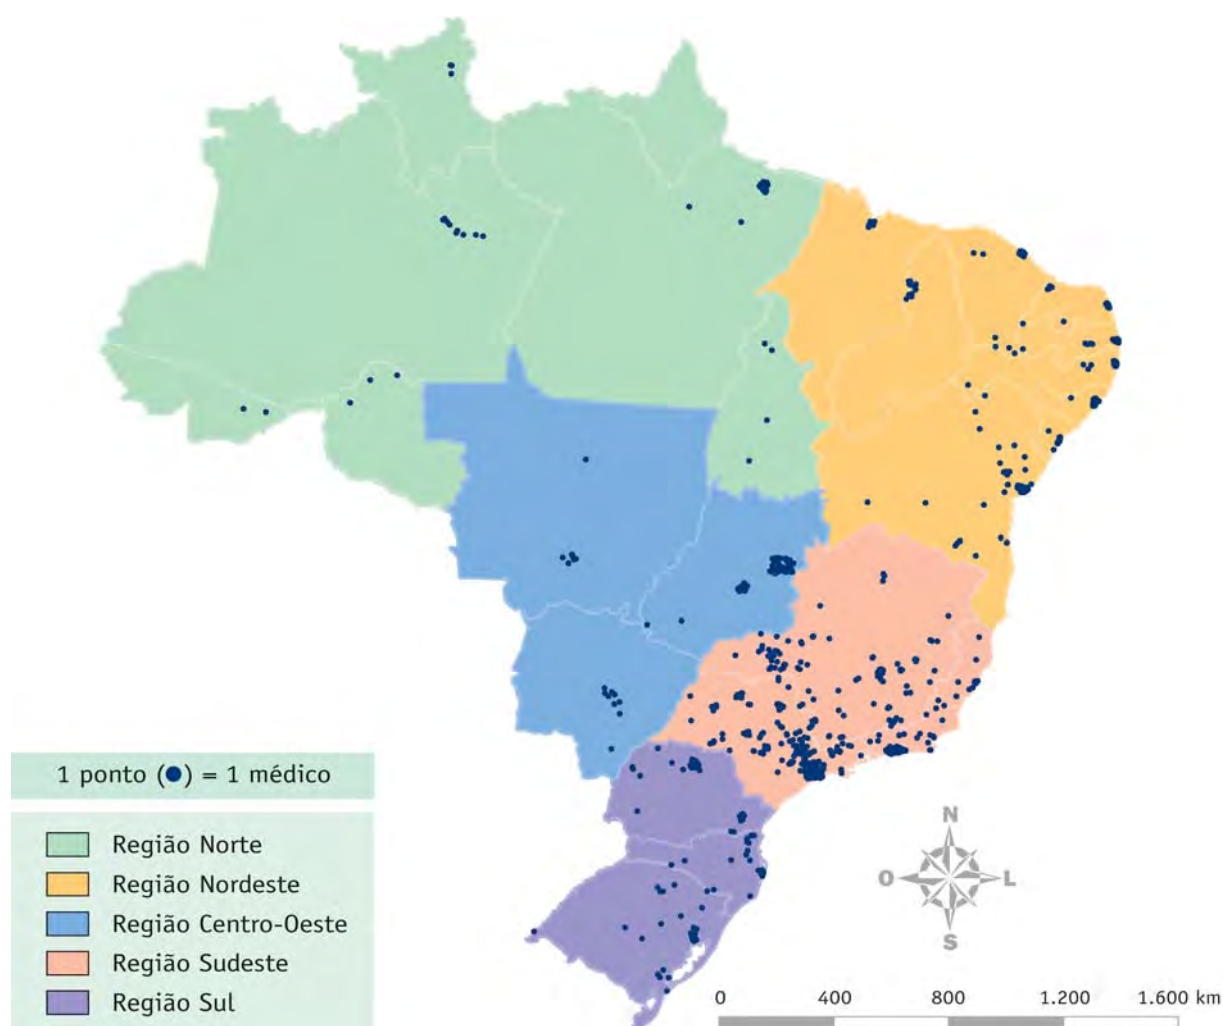 1 ponto (●) = 1 médico
Região Norte
Região Nordeste
Região Centro-Oeste
Região Sudeste
Região Sul
N
O L
S
0 400 800 1.200 1.600 km